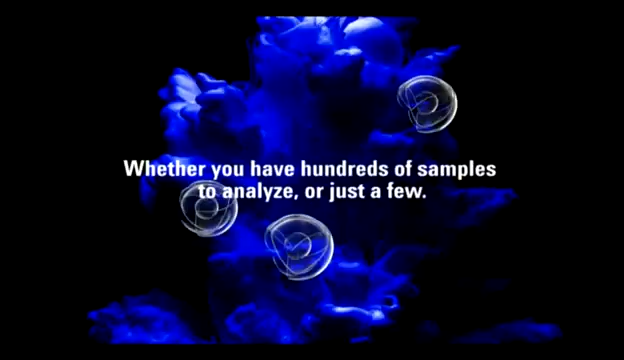 Whether you have hundreds of samples
to analyze, or just a few.